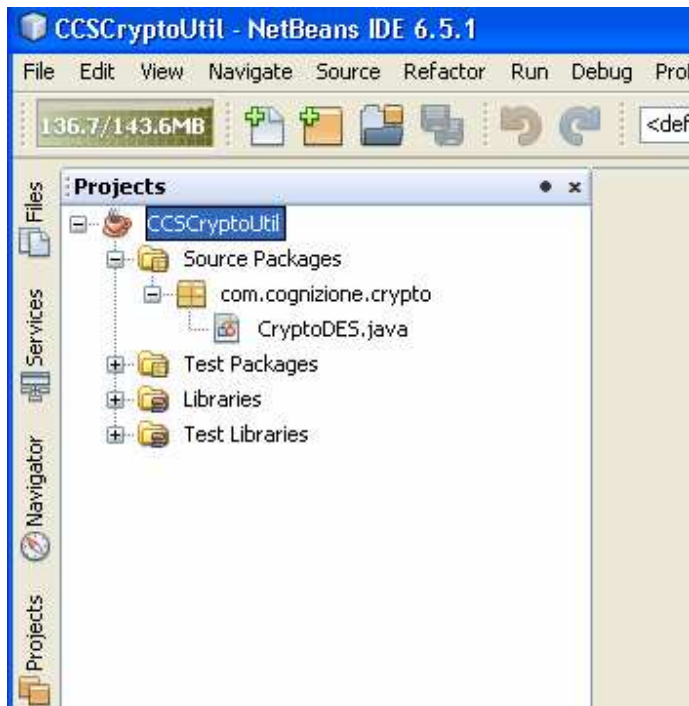 CCSCryptoUtil - NetBeans IDE 6.5.1
File Edit View Navigate Source Refactor Run Debug Prof
136.7/143.6MB <def
Files
Services
Navigator
Projects
Projects
CCSCryptoUtil
Source Packages
com.cognizione.crypto
CryptoDES.java
Test Packages
Libraries
Test Libraries